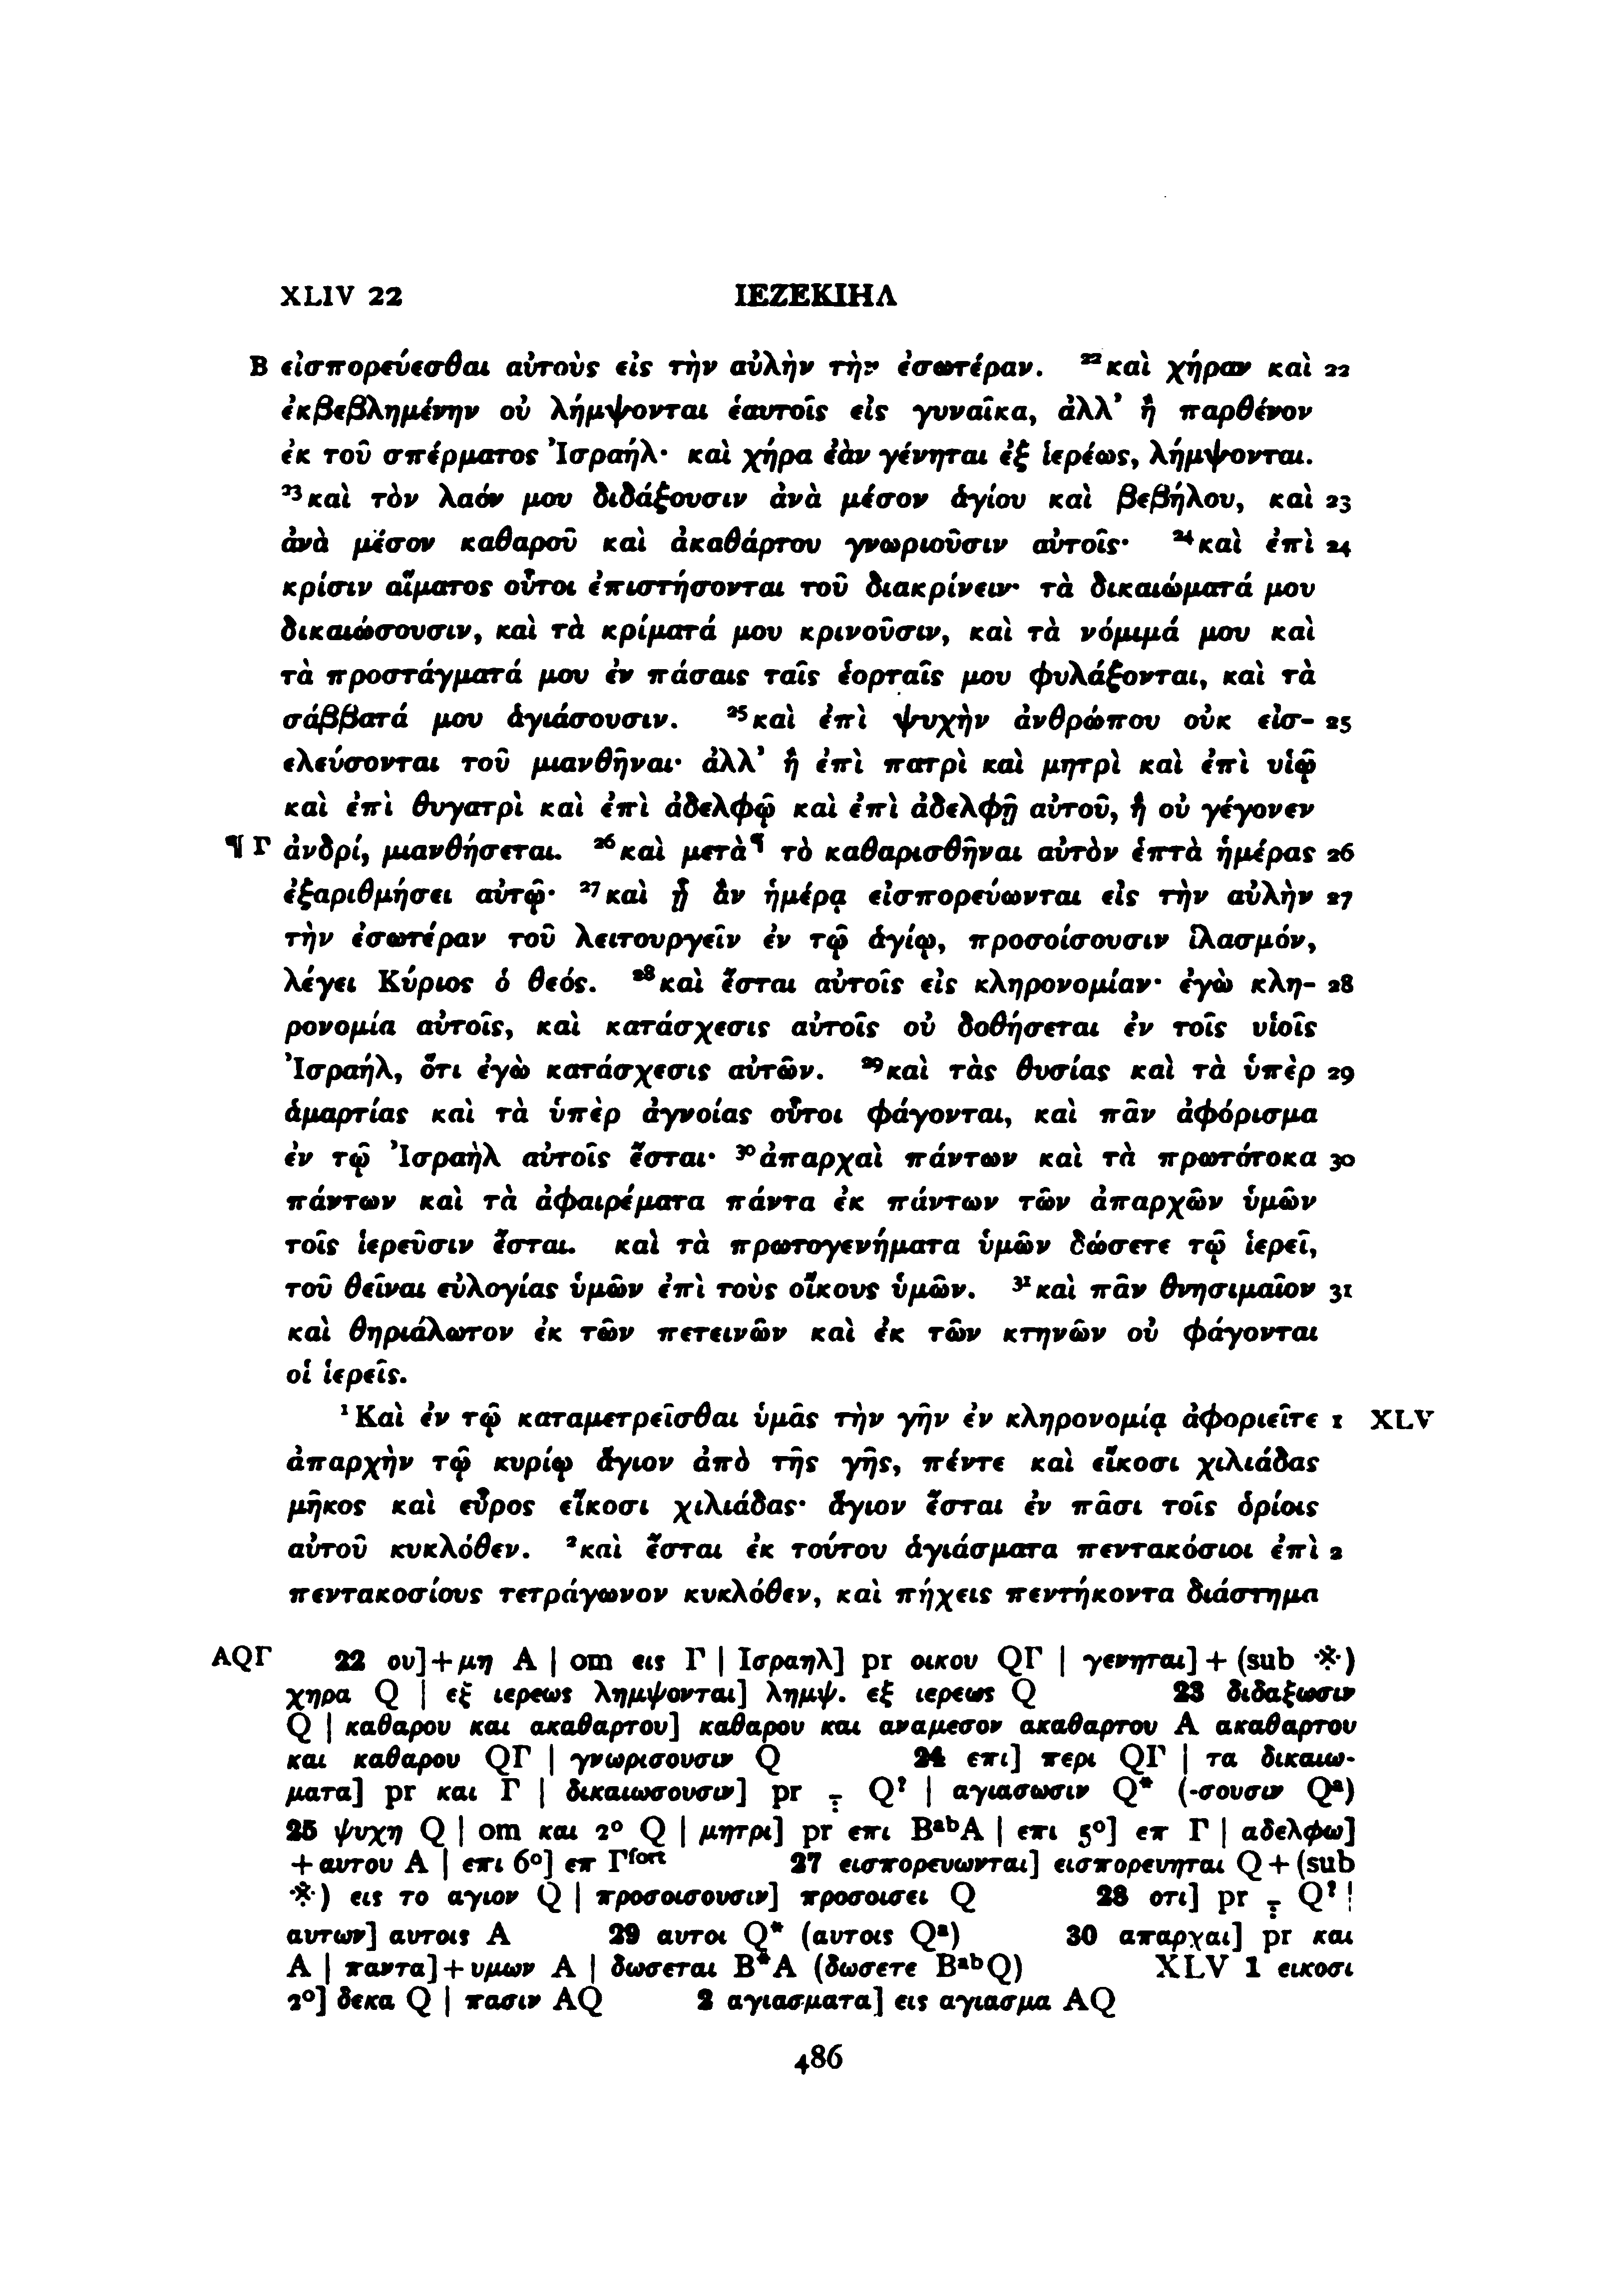 XLIV 22 ΙΕΖΕΚΙΗΛ
B εἰσπορεύεσθαι αὐτοὺς εἰς τὴν αὐλὴν τὴν ἐσωτέραν. ²²καὶ χήραν καὶ 22
ἐκβεβλημένην οὐ λήμψονται ἑαυτοῖς εἰς γυναῖκα, ἀλλ’ ἢ παρθένον
ἐκ τοῦ σπέρματος Ἰσραήλ· καὶ χήρα ἐὰν γένηται ἐξ ἱερέως, λήμψονται.
²³καὶ τὸν λαόν μου διδάξουσιν ἀνὰ μέσον ἁγίου καὶ βεβήλου, καὶ 23
ἀνὰ μέσον καθαροῦ καὶ ἀκαθάρτου γνωριοῦσιν αὐτοῖς· ²⁴καὶ ἐπὶ 24
κρίσιν αἵματος οὗτοι ἐπιστήσονται τοῦ διακρίνειν· τὰ δικαιώματά μου
δικαιώσουσιν, καὶ τὰ κρίματά μου κρινοῦσιν, καὶ τὰ νόμιμά μου καὶ
τὰ προστάγματά μου ἐν πάσαις ταῖς ἑορταῖς μου φυλάξονται, καὶ τὰ
σάββατά μου ἁγιάσουσιν. ²⁵καὶ ἐπὶ ψυχὴν ἀνθρώπου οὐκ εἰσ- 25
ελεύσονται τοῦ μιανθῆναι· ἀλλ’ ἢ ἐπὶ πατρὶ καὶ μητρὶ καὶ ἐπὶ υἱῷ
καὶ ἐπὶ θυγατρὶ καὶ ἐπὶ ἀδελφῷ καὶ ἐπὶ ἀδελφῇ αὐτοῦ, ἣ οὐ γέγονεν
¶ Γ ἀνδρί, μιανθήσεται. ²⁶καὶ μετὰ¶ τὸ καθαρισθῆναι αὐτὸν ἑπτὰ ἡμέρας 26
ἐξαριθμήσει αὐτῷ· ²⁷καὶ ᾗ ἂν ἡμέρᾳ εἰσπορεύωνται εἰς τὴν αὐλὴν 27
τὴν ἐσωτέραν τοῦ λειτουργεῖν ἐν τῷ ἁγίῳ, προσοίσουσιν ἱλασμόν,
λέγει Κύριος ὁ θεός. ²⁸καὶ ἔσται αὐτοῖς εἰς κληρονομίαν· ἐγὼ κλη- 28
ρονομία αὐτοῖς, καὶ κατάσχεσις αὐτοῖς οὐ δοθήσεται ἐν τοῖς υἱοῖς
Ἰσραήλ, ὅτι ἐγὼ κατάσχεσις αὐτῶν. ²⁹καὶ τὰς θυσίας καὶ τὰ ὑπὲρ 29
ἁμαρτίας καὶ τὰ ὑπὲρ ἀγνοίας οὗτοι φάγονται, καὶ πᾶν ἀφόρισμα
ἐν τῷ Ἰσραὴλ αὐτοῖς ἔσται· ³⁰ἀπαρχαὶ πάντων καὶ τὰ πρωτότοκα 30
πάντων καὶ τὰ ἀφαιρέματα πάντα ἐκ πάντων τῶν ἀπαρχῶν ὑμῶν
τοῖς ἱερεῦσιν ἔσται. καὶ τὰ πρωτογενήματα ὑμῶν δώσετε τῷ ἱερεῖ,
τοῦ θεῖναι εὐλογίας ὑμῶν ἐπὶ τοὺς οἴκους ὑμῶν. ³¹καὶ πᾶν θνησιμαῖον 31
καὶ θηριάλωτον ἐκ τῶν πετεινῶν καὶ ἐκ τῶν κτηνῶν οὐ φάγονται
οἱ ἱερεῖς.
¹Καὶ ἐν τῷ καταμετρεῖσθαι ὑμᾶς τὴν γῆν ἐν κληρονομίᾳ ἀφοριεῖτε 1 XLV
ἀπαρχὴν τῷ κυρίῳ ἅγιον ἀπὸ τῆς γῆς, πέντε καὶ εἴκοσι χιλιάδας
μῆκος καὶ εὖρος εἴκοσι χιλιάδας· ἅγιον ἔσται ἐν πᾶσι τοῖς ὁρίοις
αὐτοῦ κυκλόθεν. ²καὶ ἔσται ἐκ τούτου ἁγιάσματα πεντακόσιοι ἐπὶ 2
πεντακοσίους τετράγωνον κυκλόθεν, καὶ πήχεις πεντήκοντα διάστημα
AQΓ 22 ου]+μη A | om εις Γ | Ισραηλ] pr οικου QΓ | γενηται] + (sub ※)
χηρα Q | εξ ιερεως λημψονται] λημψ. εξ ιερεως Q 23 διδαξωσιν
Q | καθαρου και ακαθαρτου] καθαρου και αναμεσον ακαθαρτου A ακαθαρτου
και καθαρου QΓ | γνωρισουσιν Q 24 επι] περι QΓ | τα δικαιω-
ματα] pr και Γ | δικαιωσουσιν] pr ÷ Q? | αγιασωσιν Q* (-σουσιν Qᵃ)
25 ψυχη Q | om και 2° Q | μητρι] pr επι BᵃᵇA | επι 5°] επ Γ | αδελφω]
+αυτου A | επι 6°] επ Γᶠᵒʳᵗ 27 εισπορευωνται] εισπορευηται Q + (sub
※) εις το αγιον Q | προσοισουσιν] προσοισει Q 28 οτι] pr ÷ Q? |
αυτων] αυτοις A 29 αυτοι Q* (αυτοις Qᵃ) 30 απαρχαι] pr και
A | παντα]+υμων A | δωσεται B*A (δωσετε BᵃᵇQ) XLV 1 εικοσι
2°] δεκα Q | πασιν AQ 2 αγιασματα] εις αγιασμα AQ
486